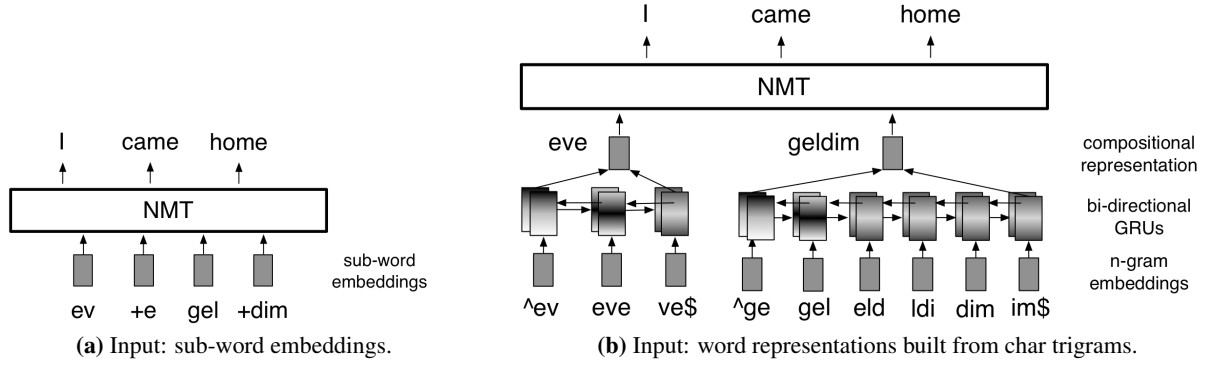 I came home
NMT
sub-word
embeddings
ev +e gel +dim
(a) Input: sub-word embeddings.
I came home
NMT
eve geldim
compositional
representation
bi-directional
GRUs
n-gram
embeddings
^ev eve ve$ ^ge gel eld ldi dim im$
(b) Input: word representations built from char trigrams.